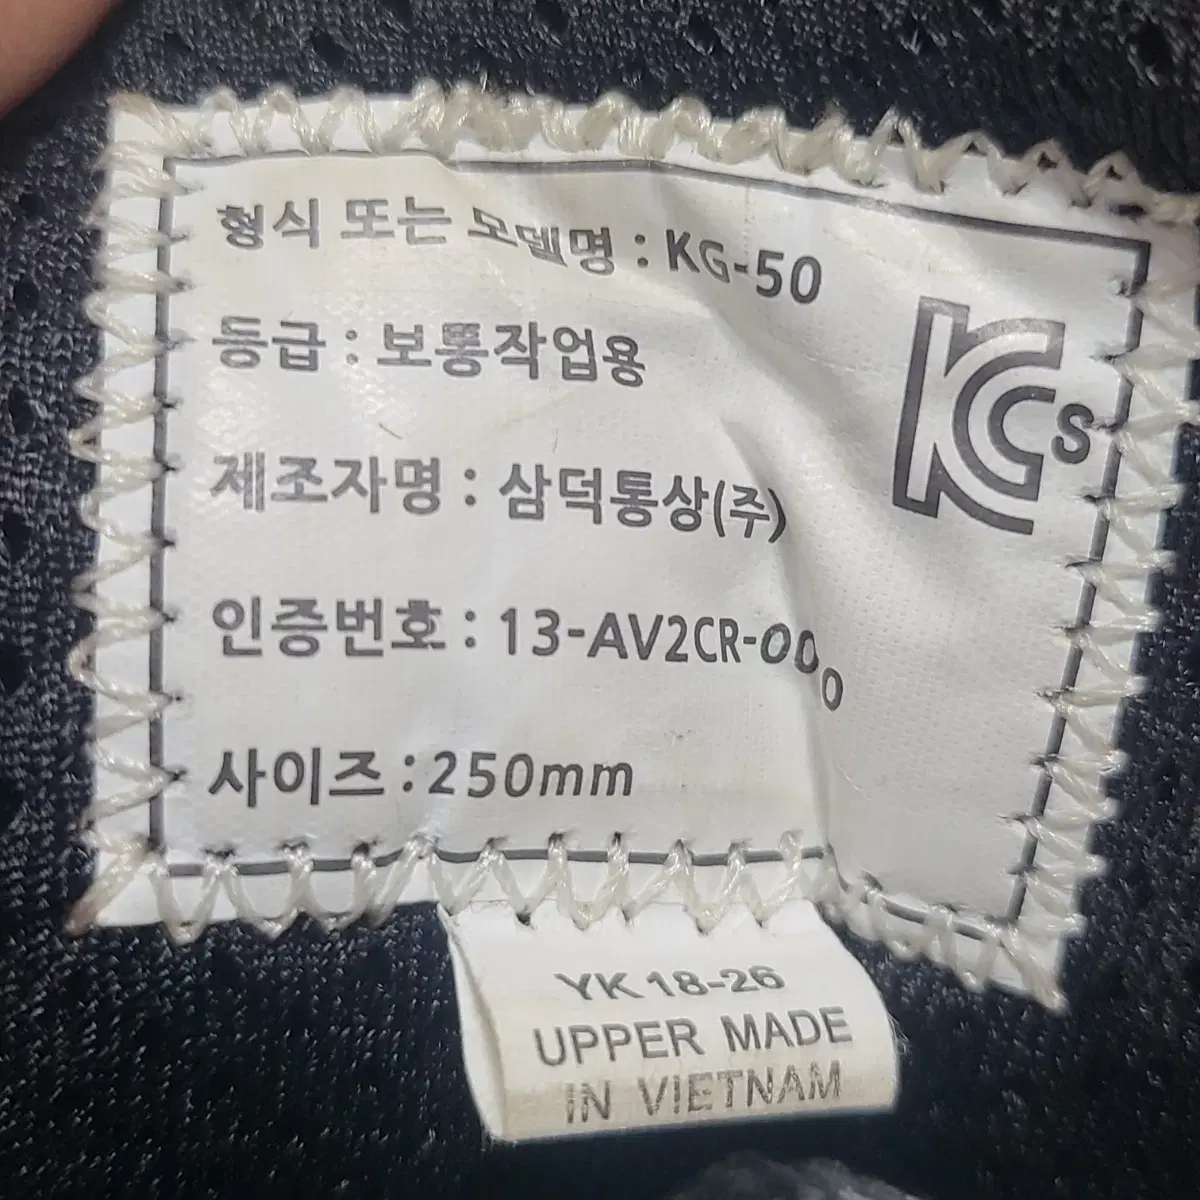 형식 또는 모델명 : KG-50
등급 : 보통작업용
제조자명 : 삼덕통상(주)
인증번호 : 13-AV2CR-000
사이즈 : 250mm
KCs
YK 18-26
UPPER MADE
IN VIETNAM